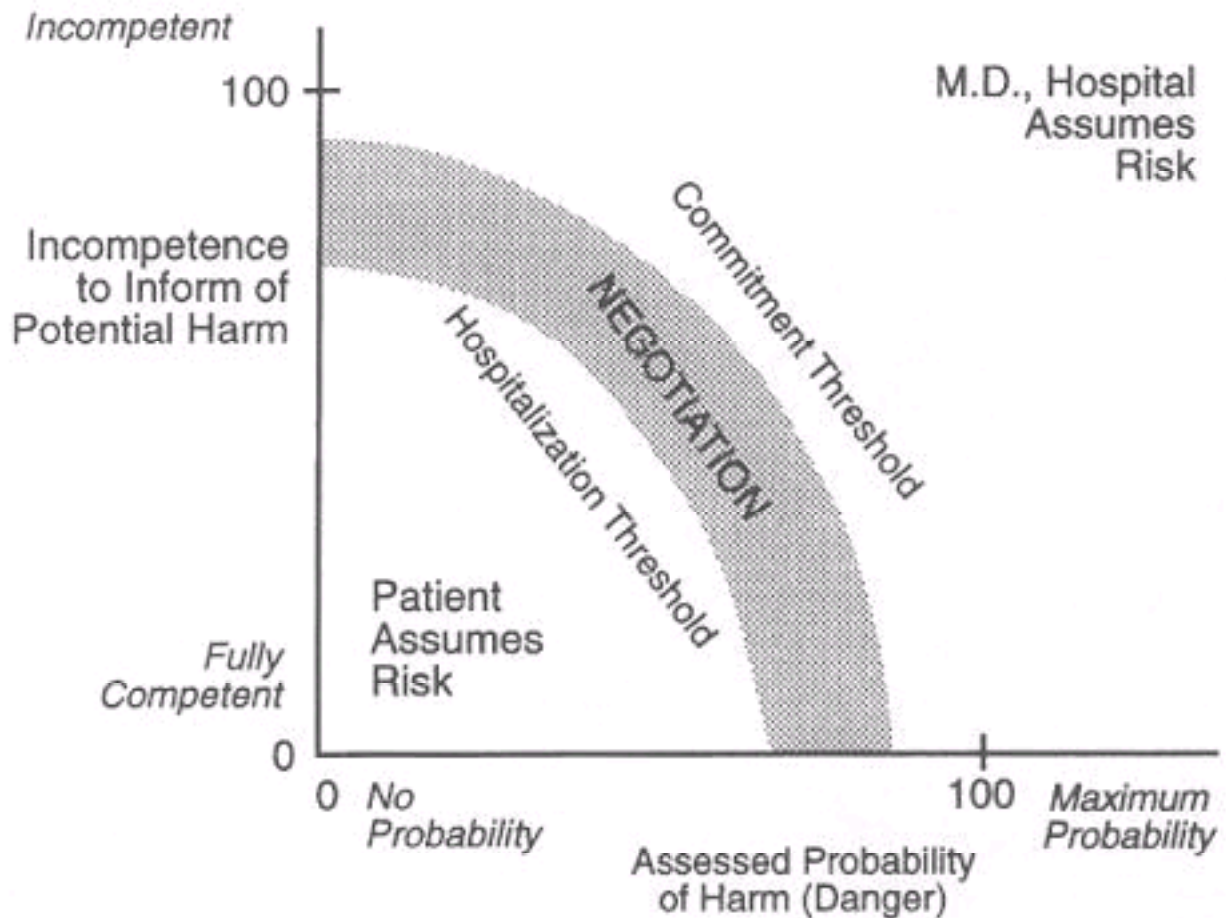 Incompetent
100
M.D., Hospital
Assumes
Risk
Incompetence
to Inform of
Potential Harm
Commitment Threshold
NEGOTIATION
Hospitalization Threshold
Patient
Assumes
Risk
Fully
Competent
0
0 No
Probability
100 Maximum
Probability
Assessed Probability
of Harm (Danger)